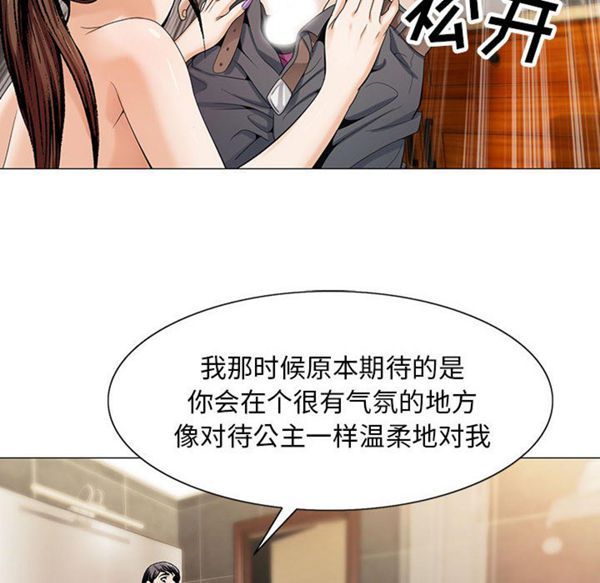 松开
我那时候原本期待的是
你会在个很有气氛的地方
像对待公主一样温柔地对我